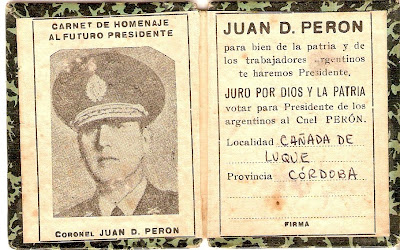 CARNET DE HOMENAJE
AL FUTURO PRESIDENTE
CORONEL JUAN D. PERON
JUAN D. PERON
para bien de la patria y de
los trabajadores argentinos
te haremos Presidente.
JURO POR DIOS Y LA PATRIA
votar para Presidente de los
argentinos al Cnel PERÓN.
Localidad CAÑADA DE
LUQUE
Provincia CÓRDOBA
FIRMA